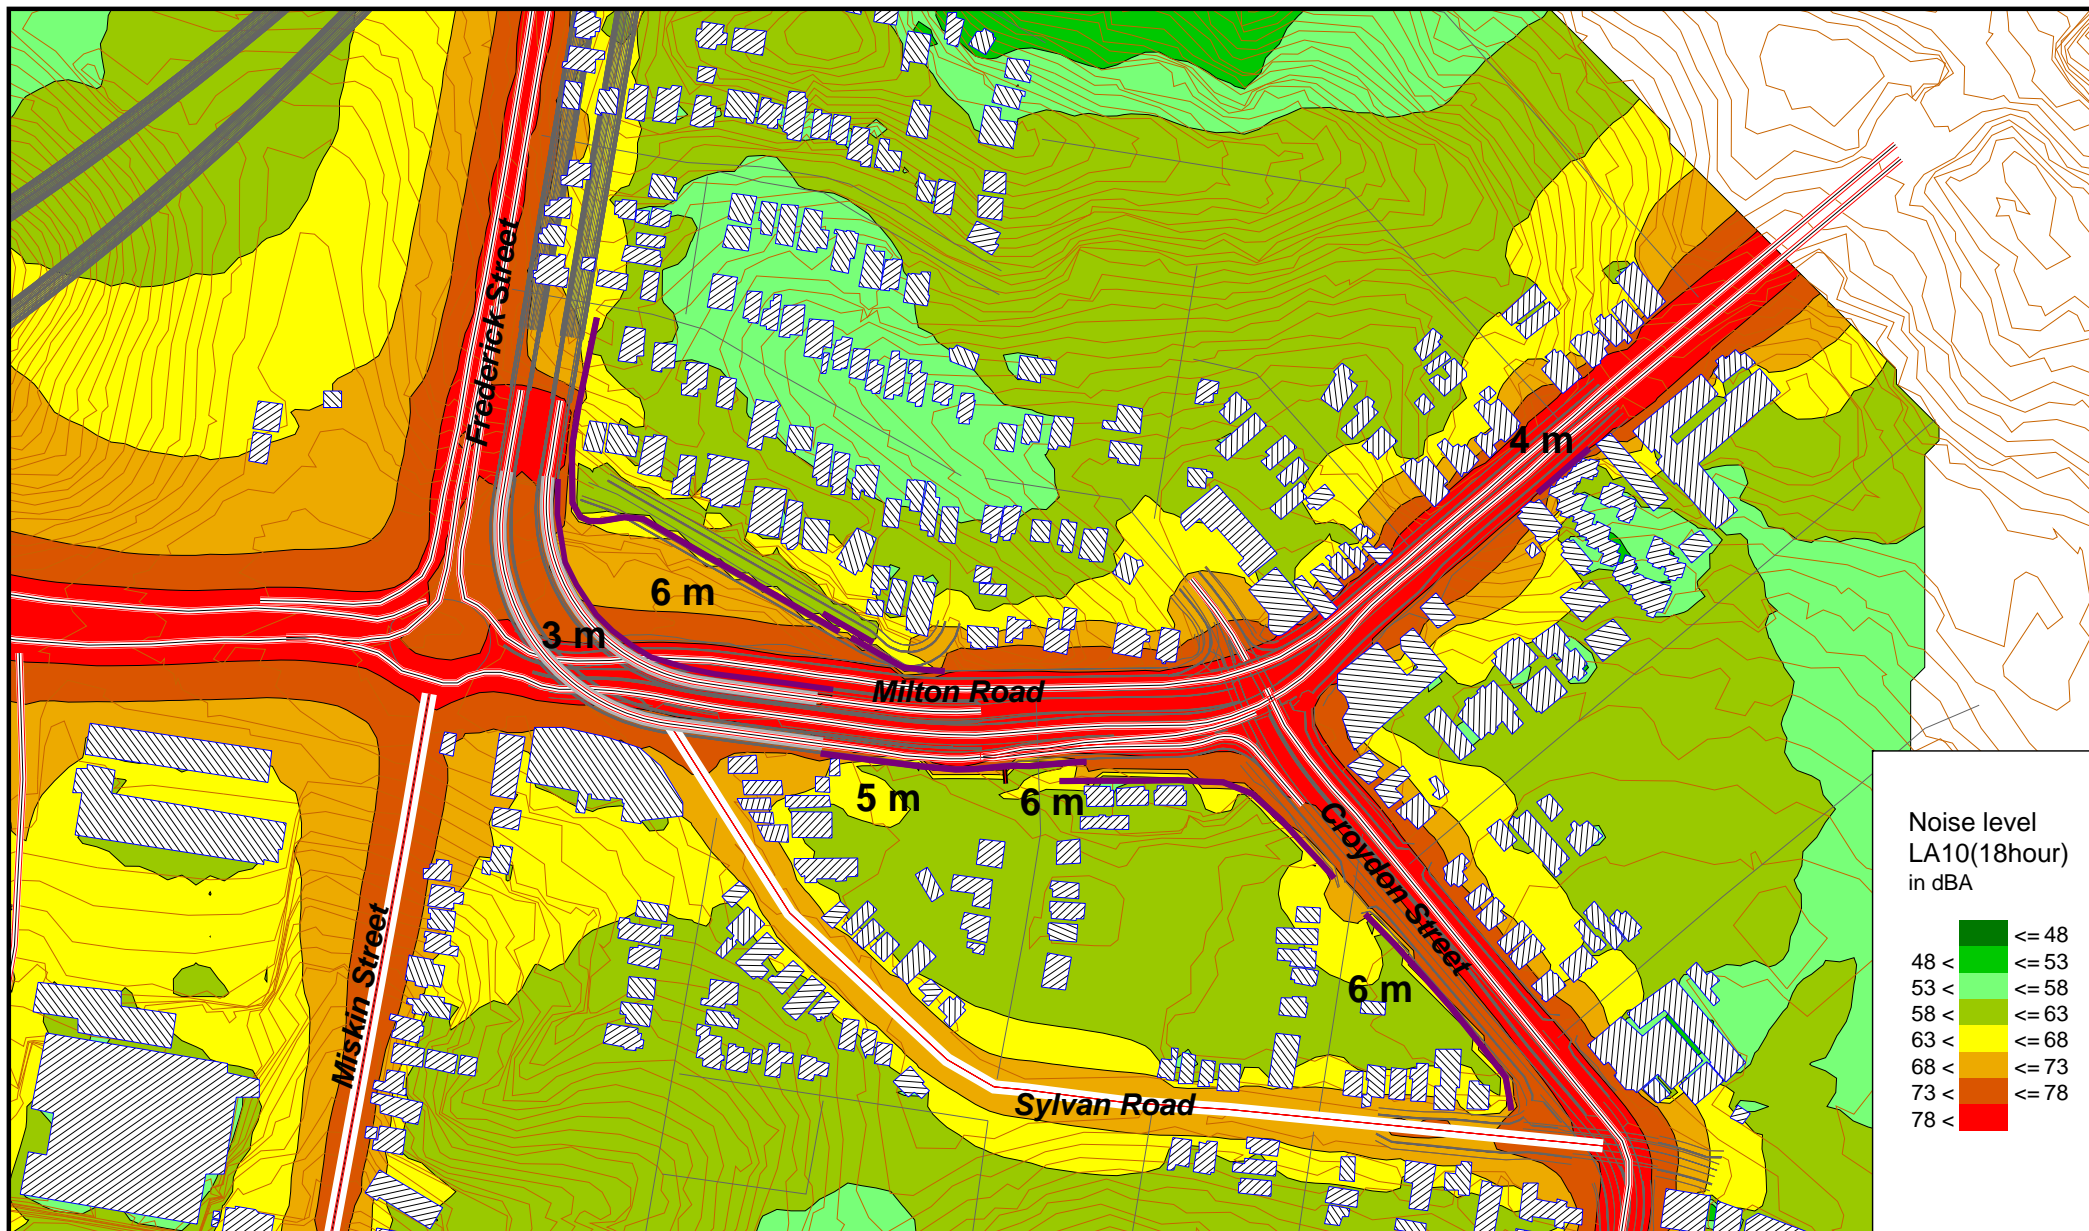 Frederick Street
4 m
6 m
3 m
Milton Road
5 m
6 m
Croydon Street
Miskin Street
6 m
Sylvan Road
Noise level
LA10(18hour)
in dBA
<= 48
48 < <= 53
53 < <= 58
58 < <= 63
63 < <= 68
68 < <= 73
73 < <= 78
78 <